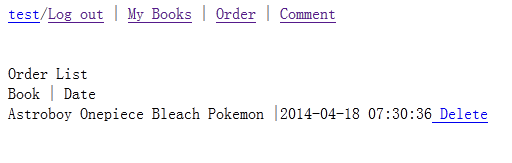 test/Log out | My Books | Order | Comment
Order List
Book | Date
Astroboy Onepiece Bleach Pokemon |2014-04-18 07:30:36 Delete